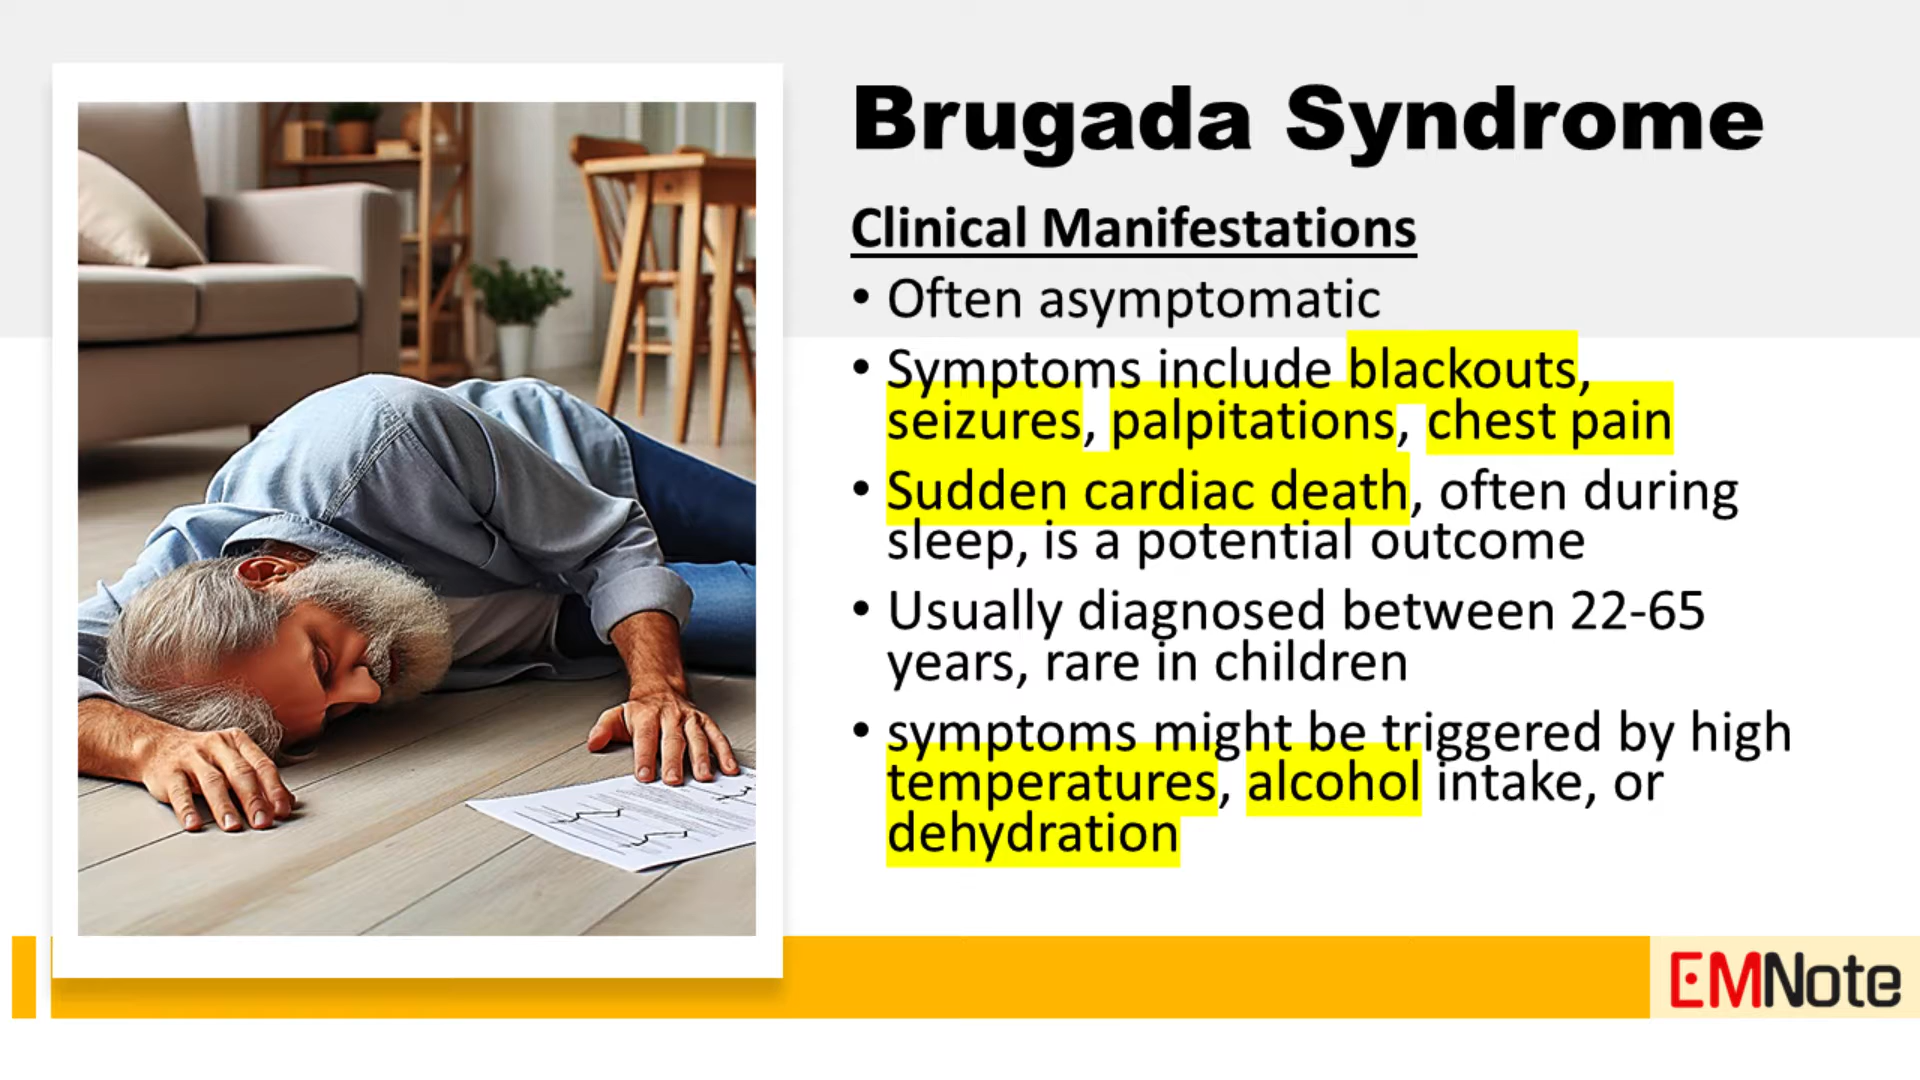 Brugada Syndrome
Clinical Manifestations
• Often asymptomatic
• Symptoms include blackouts,
seizures, palpitations, chest pain
• Sudden cardiac death, often during
sleep, is a potential outcome
• Usually diagnosed between 22-65
years, rare in children
• symptoms might be triggered by high
temperatures, alcohol intake, or
dehydration
EMNote